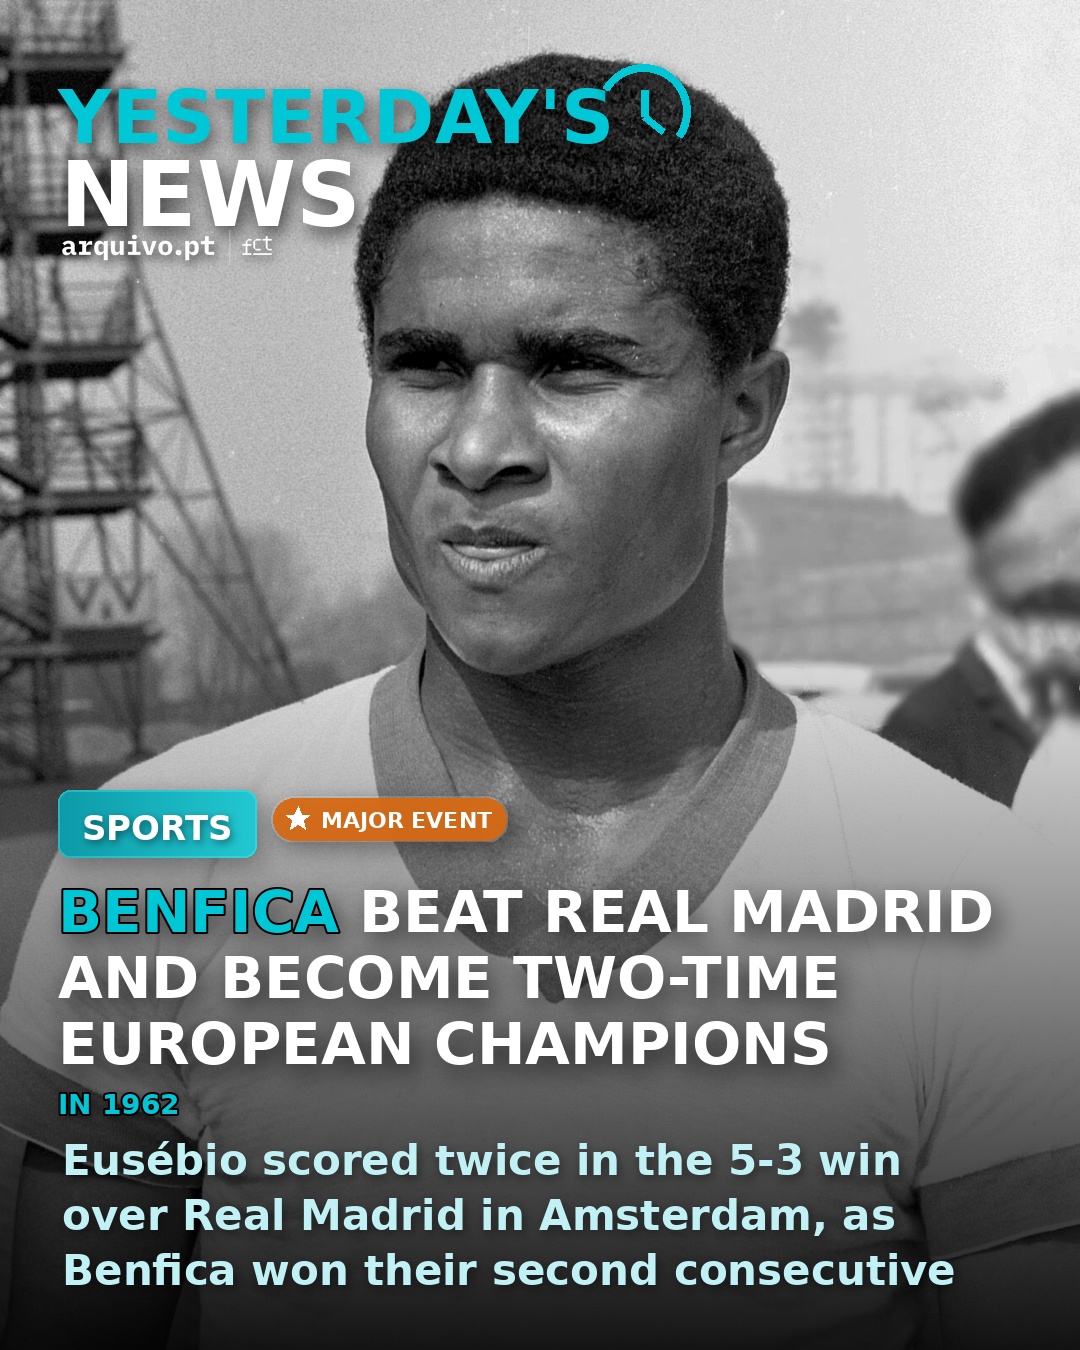 YESTERDAY'S
NEWS
arquivo.pt | fct
SPORTS
MAJOR EVENT
BENFICA BEAT REAL MADRID
AND BECOME TWO-TIME
EUROPEAN CHAMPIONS
IN 1962
Eusébio scored twice in the 5-3 win
over Real Madrid in Amsterdam, as
Benfica won their second consecutive